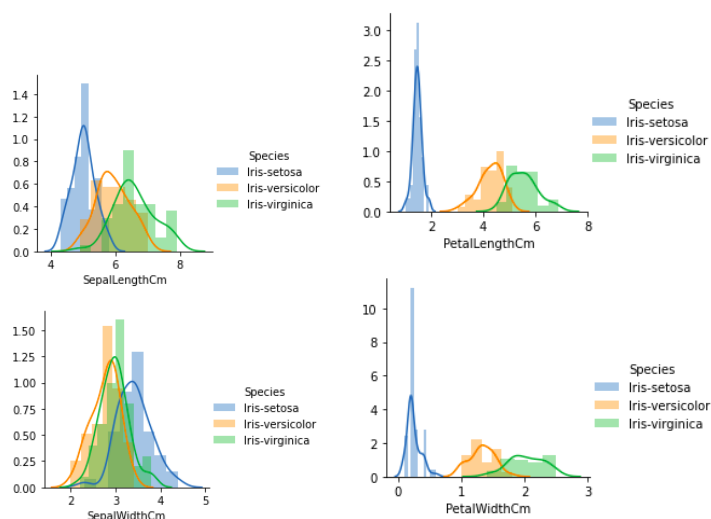 1.4
1.2
1.0
0.8
0.6
0.4
0.2
0.0
4 6 8
SepalLengthCm
Species
Iris-setosa
Iris-versicolor
Iris-virginica
3.0
2.5
2.0
1.5
1.0
0.5
0.0
2 4 6 8
PetalLengthCm
Species
Iris-setosa
Iris-versicolor
Iris-virginica
1.50
1.25
1.00
0.75
0.50
0.25
0.00
2 3 4 5
SepalWidthCm
Species
Iris-setosa
Iris-versicolor
Iris-virginica
10
8
6
4
2
0
0 1 2 3
PetalWidthCm
Species
Iris-setosa
Iris-versicolor
Iris-virginica